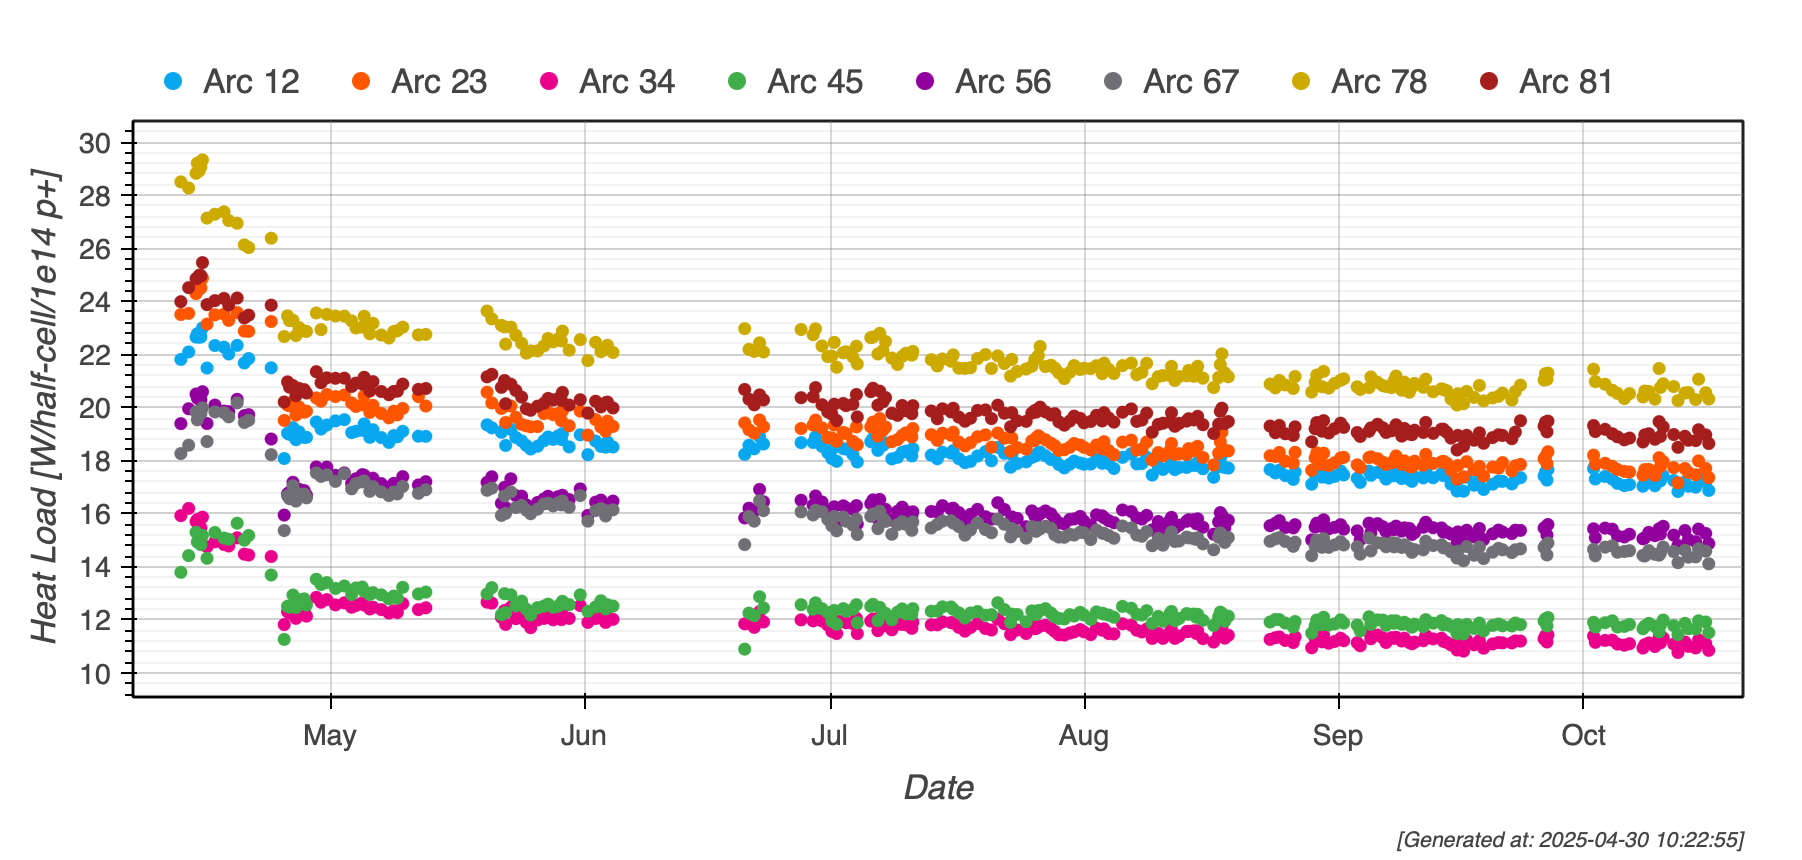 Arc 12 Arc 23 Arc 34 Arc 45 Arc 56 Arc 67 Arc 78 Arc 81
Heat Load [W/half-cell/1e14 p+]
30
28
26
24
22
20
18
16
14
12
10
May Jun Jul Aug Sep Oct
Date
[Generated at: 2025-04-30 10:22:55]